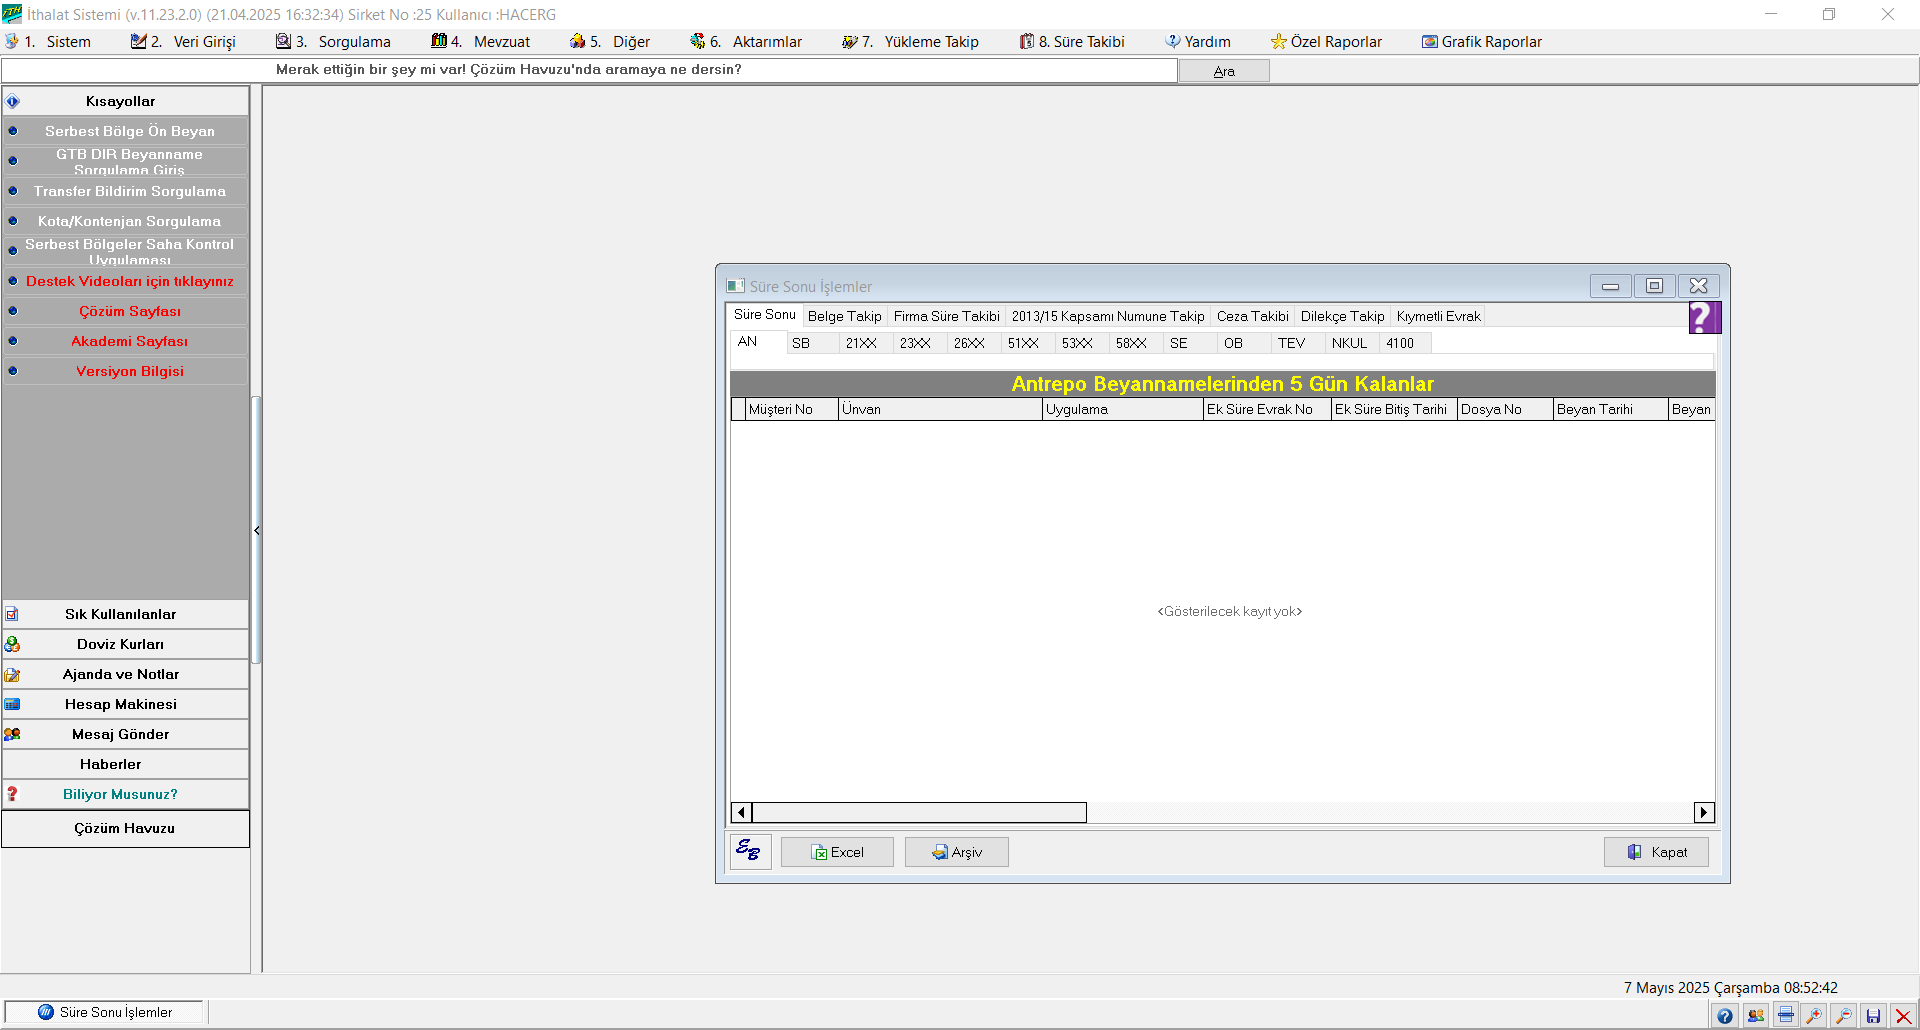 İthalat Sistemi (v.11.23.2.0) (21.04.2025 16:32:34) Sirket No :25 Kullanıcı :HACERG
1. Sistem 2. Veri Girişi 3. Sorgulama 4. Mevzuat 5. Diğer 6. Aktarımlar 7. Yükleme Takip 8. Süre Takibi Yardım Özel Raporlar Grafik Raporlar
Merak ettiğin bir şey mi var! Çözüm Havuzu'nda aramaya ne dersin? Ara
Kısayollar
Serbest Bölge Ön Beyan
GTB DIR Beyanname
Sorgulama Giriş
Transfer Bildirim Sorgulama
Kota/Kontenjan Sorgulama
Serbest Bölgeler Saha Kontrol
Uygulaması
Destek Videoları için tıklayınız
Çözüm Sayfası
Akademi Sayfası
Versiyon Bilgisi
Sık Kullanılanlar
Doviz Kurları
Ajanda ve Notlar
Hesap Makinesi
Mesaj Gönder
Haberler
Biliyor Musunuz?
Çözüm Havuzu
Süre Sonu İşlemler
Süre Sonu Belge Takip Firma Süre Takibi 2013/15 Kapsamı Numune Takip Ceza Takibi Dilekçe Takip Kıymetli Evrak
AN SB 21XX 23XX 26XX 51XX 53XX 58XX SE OB TEV NKUL 4100
Antrepo Beyannamelerinden 5 Gün Kalanlar
Müşteri No Ünvan Uygulama Ek Süre Evrak No Ek Süre Bitiş Tarihi Dosya No Beyan Tarihi Beyan
<Gösterilecek kayıt yok>
EB Excel Arşiv Kapat
7 Mayıs 2025 Çarşamba 08:52:42
Süre Sonu İşlemler